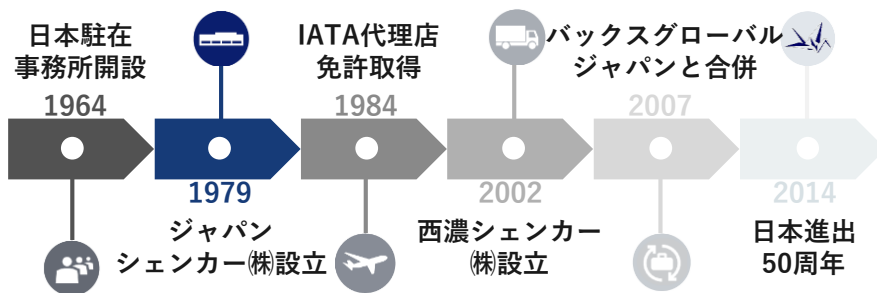 日本駐在
事務所開設
1964
1979
ジャパン
シェンカー㈱設立
IATA代理店
免許取得
1984
2002
西濃シェンカー
㈱設立
バックスグローバル
ジャパンと合併
2007
2014
日本進出
50周年